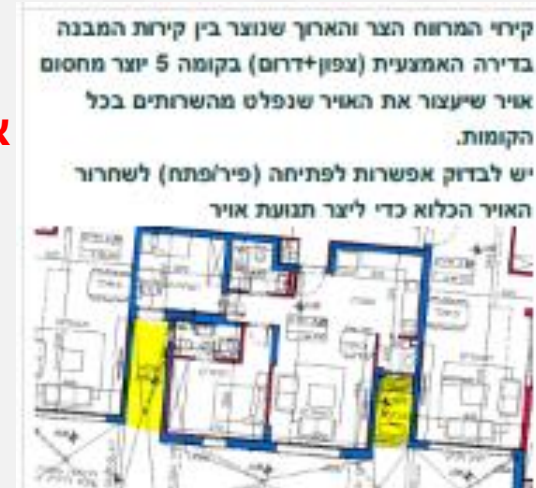 קירוי המרווח הצר והארוך שנוצר בין קירות המבנה
בדירה האמצעית (צפון+דרום) בקומה 5 יוצר מחסום
אויר שיעצור את האויר שנפלט מהשרותים בכל
הקומות.
יש לבדוק אפשרות לפתיחה (פיר/פתח) לשחרור
האויר הכלוא כדי ליצר תנועת אויר